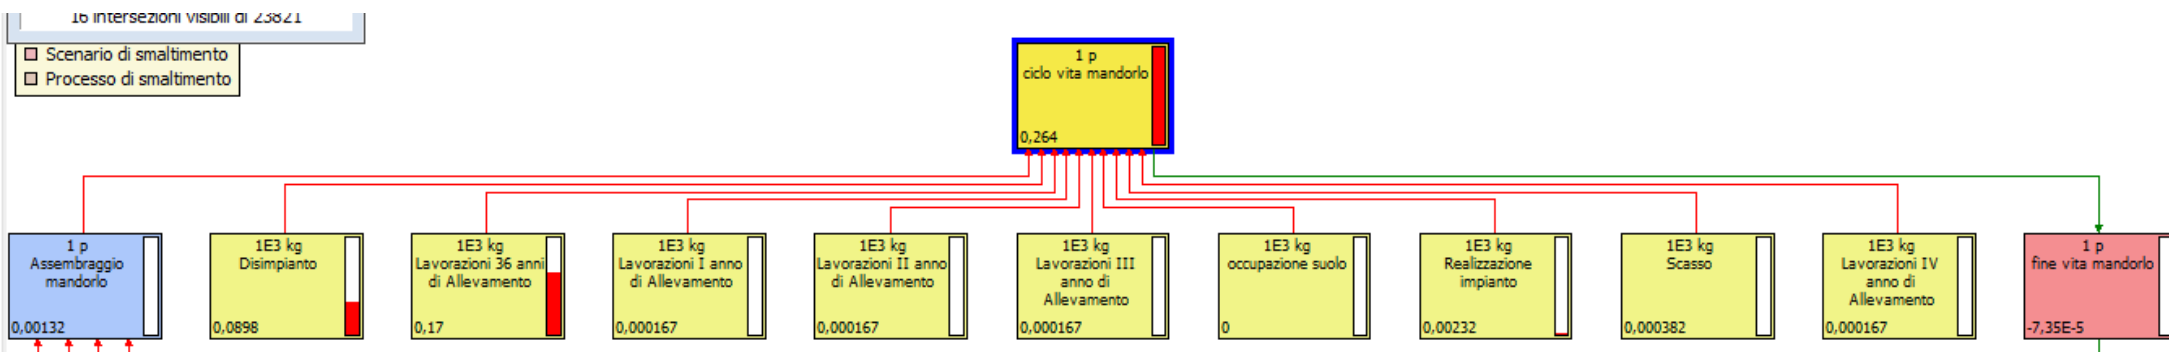 16 intersezioni visibili di 23821
Scenario di smaltimento
Processo di smaltimento
1 p
ciclo vita mandorlo
0,264
1 p
Assembraggio
mandorlo
0,00132
1E3 kg
Disimpianto
0,0898
1E3 kg
Lavorazioni 36 anni
di Allevamento
0,17
1E3 kg
Lavorazioni I anno
di Allevamento
0,000167
1E3 kg
Lavorazioni II anno
di Allevamento
0,000167
1E3 kg
Lavorazioni III
anno di
Allevamento
0,000167
1E3 kg
occupazione suolo
0
1E3 kg
Realizzazione
impianto
0,00232
1E3 kg
Scasso
0,000382
1E3 kg
Lavorazioni IV
anno di
Allevamento
0,000167
1 p
fine vita mandorlo
-7,35E-5